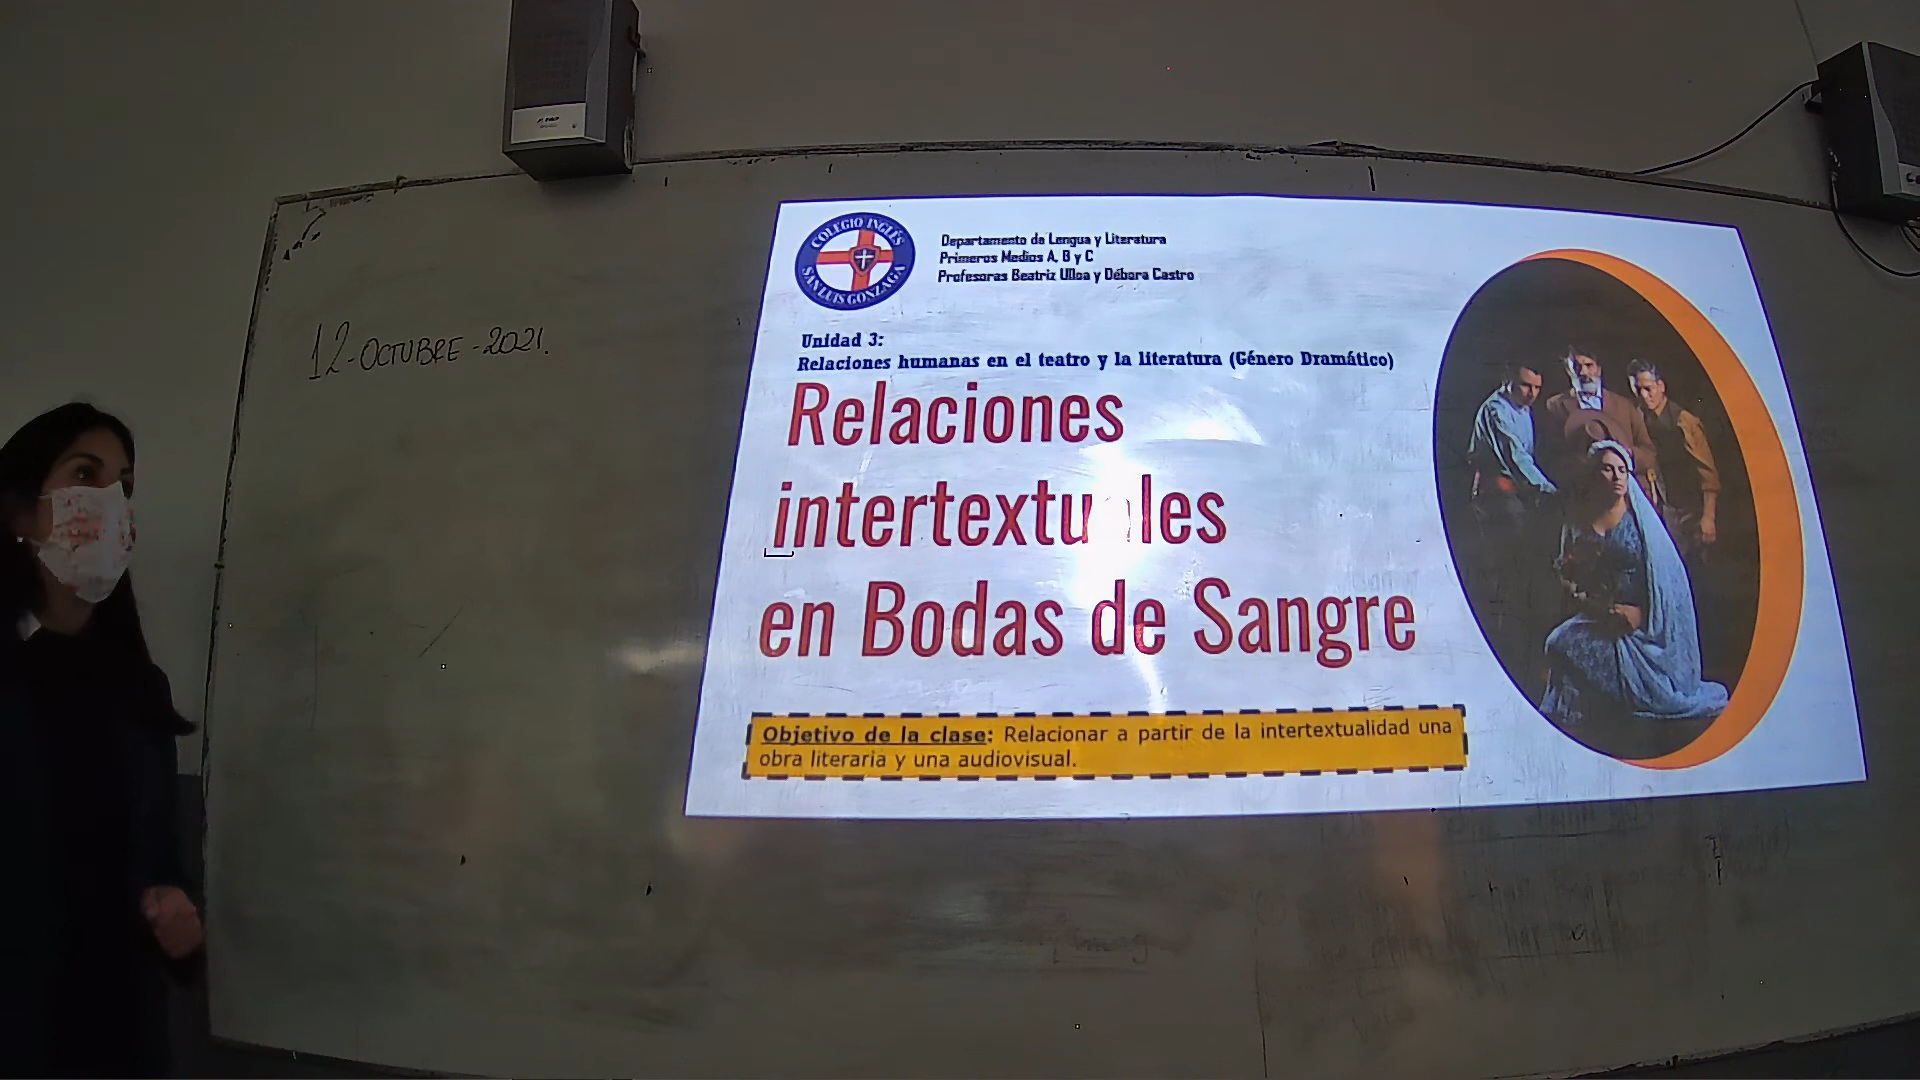 12-OCTUBRE-2021.
COLEGIO INGLÉS
SAN LUIS GONZAGA
Departamento de Lengua y Literatura
Primeros Medios A, B y C
Profesoras Beatriz Ulloa y Débora Castro
Unidad 3:
Relaciones humanas en el teatro y la literatura (Género Dramático)
Relaciones
intertextuales
en Bodas de Sangre
Objetivo de la clase: Relacionar a partir de la intertextualidad una
obra literaria y una audiovisual.